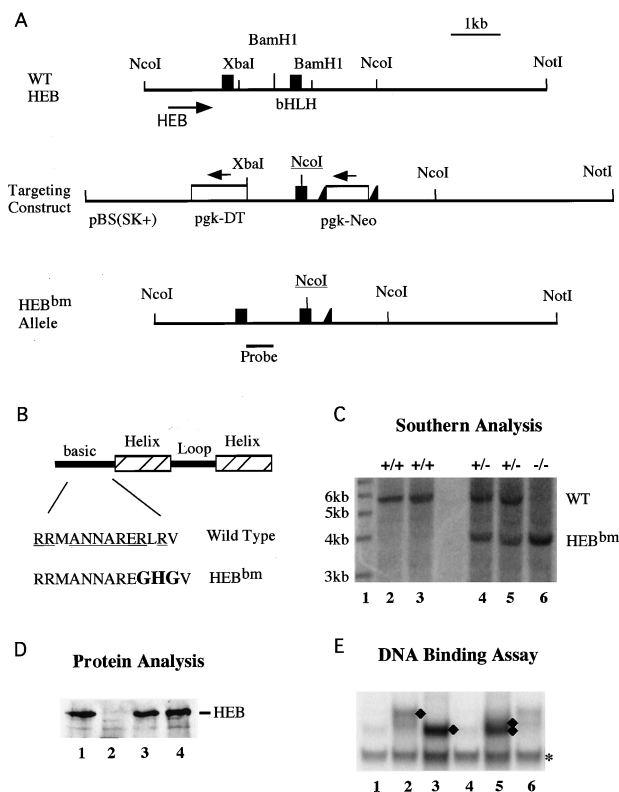 A
1kb
BamH1
NcoI XbaI BamH1 NcoI NotI
WT
HEB
HEB bHLH
XbaI NcoI NcoI NotI
Targeting
Construct
pBS(SK+) pgk-DT pgk-Neo
NcoI NcoI NcoI NotI
HEBbm
Allele
Probe
B
basic Helix Loop Helix
RRMANNARERLRV Wild Type
RRMANNAREGHGV HEBbm
C Southern Analysis
+/+ +/+ +/- +/- -/-
6kb WT
5kb
4kb HEBbm
3kb
1 2 3 4 5 6
D Protein Analysis
HEB
1 2 3 4
E DNA Binding Assay
*
1 2 3 4 5 6